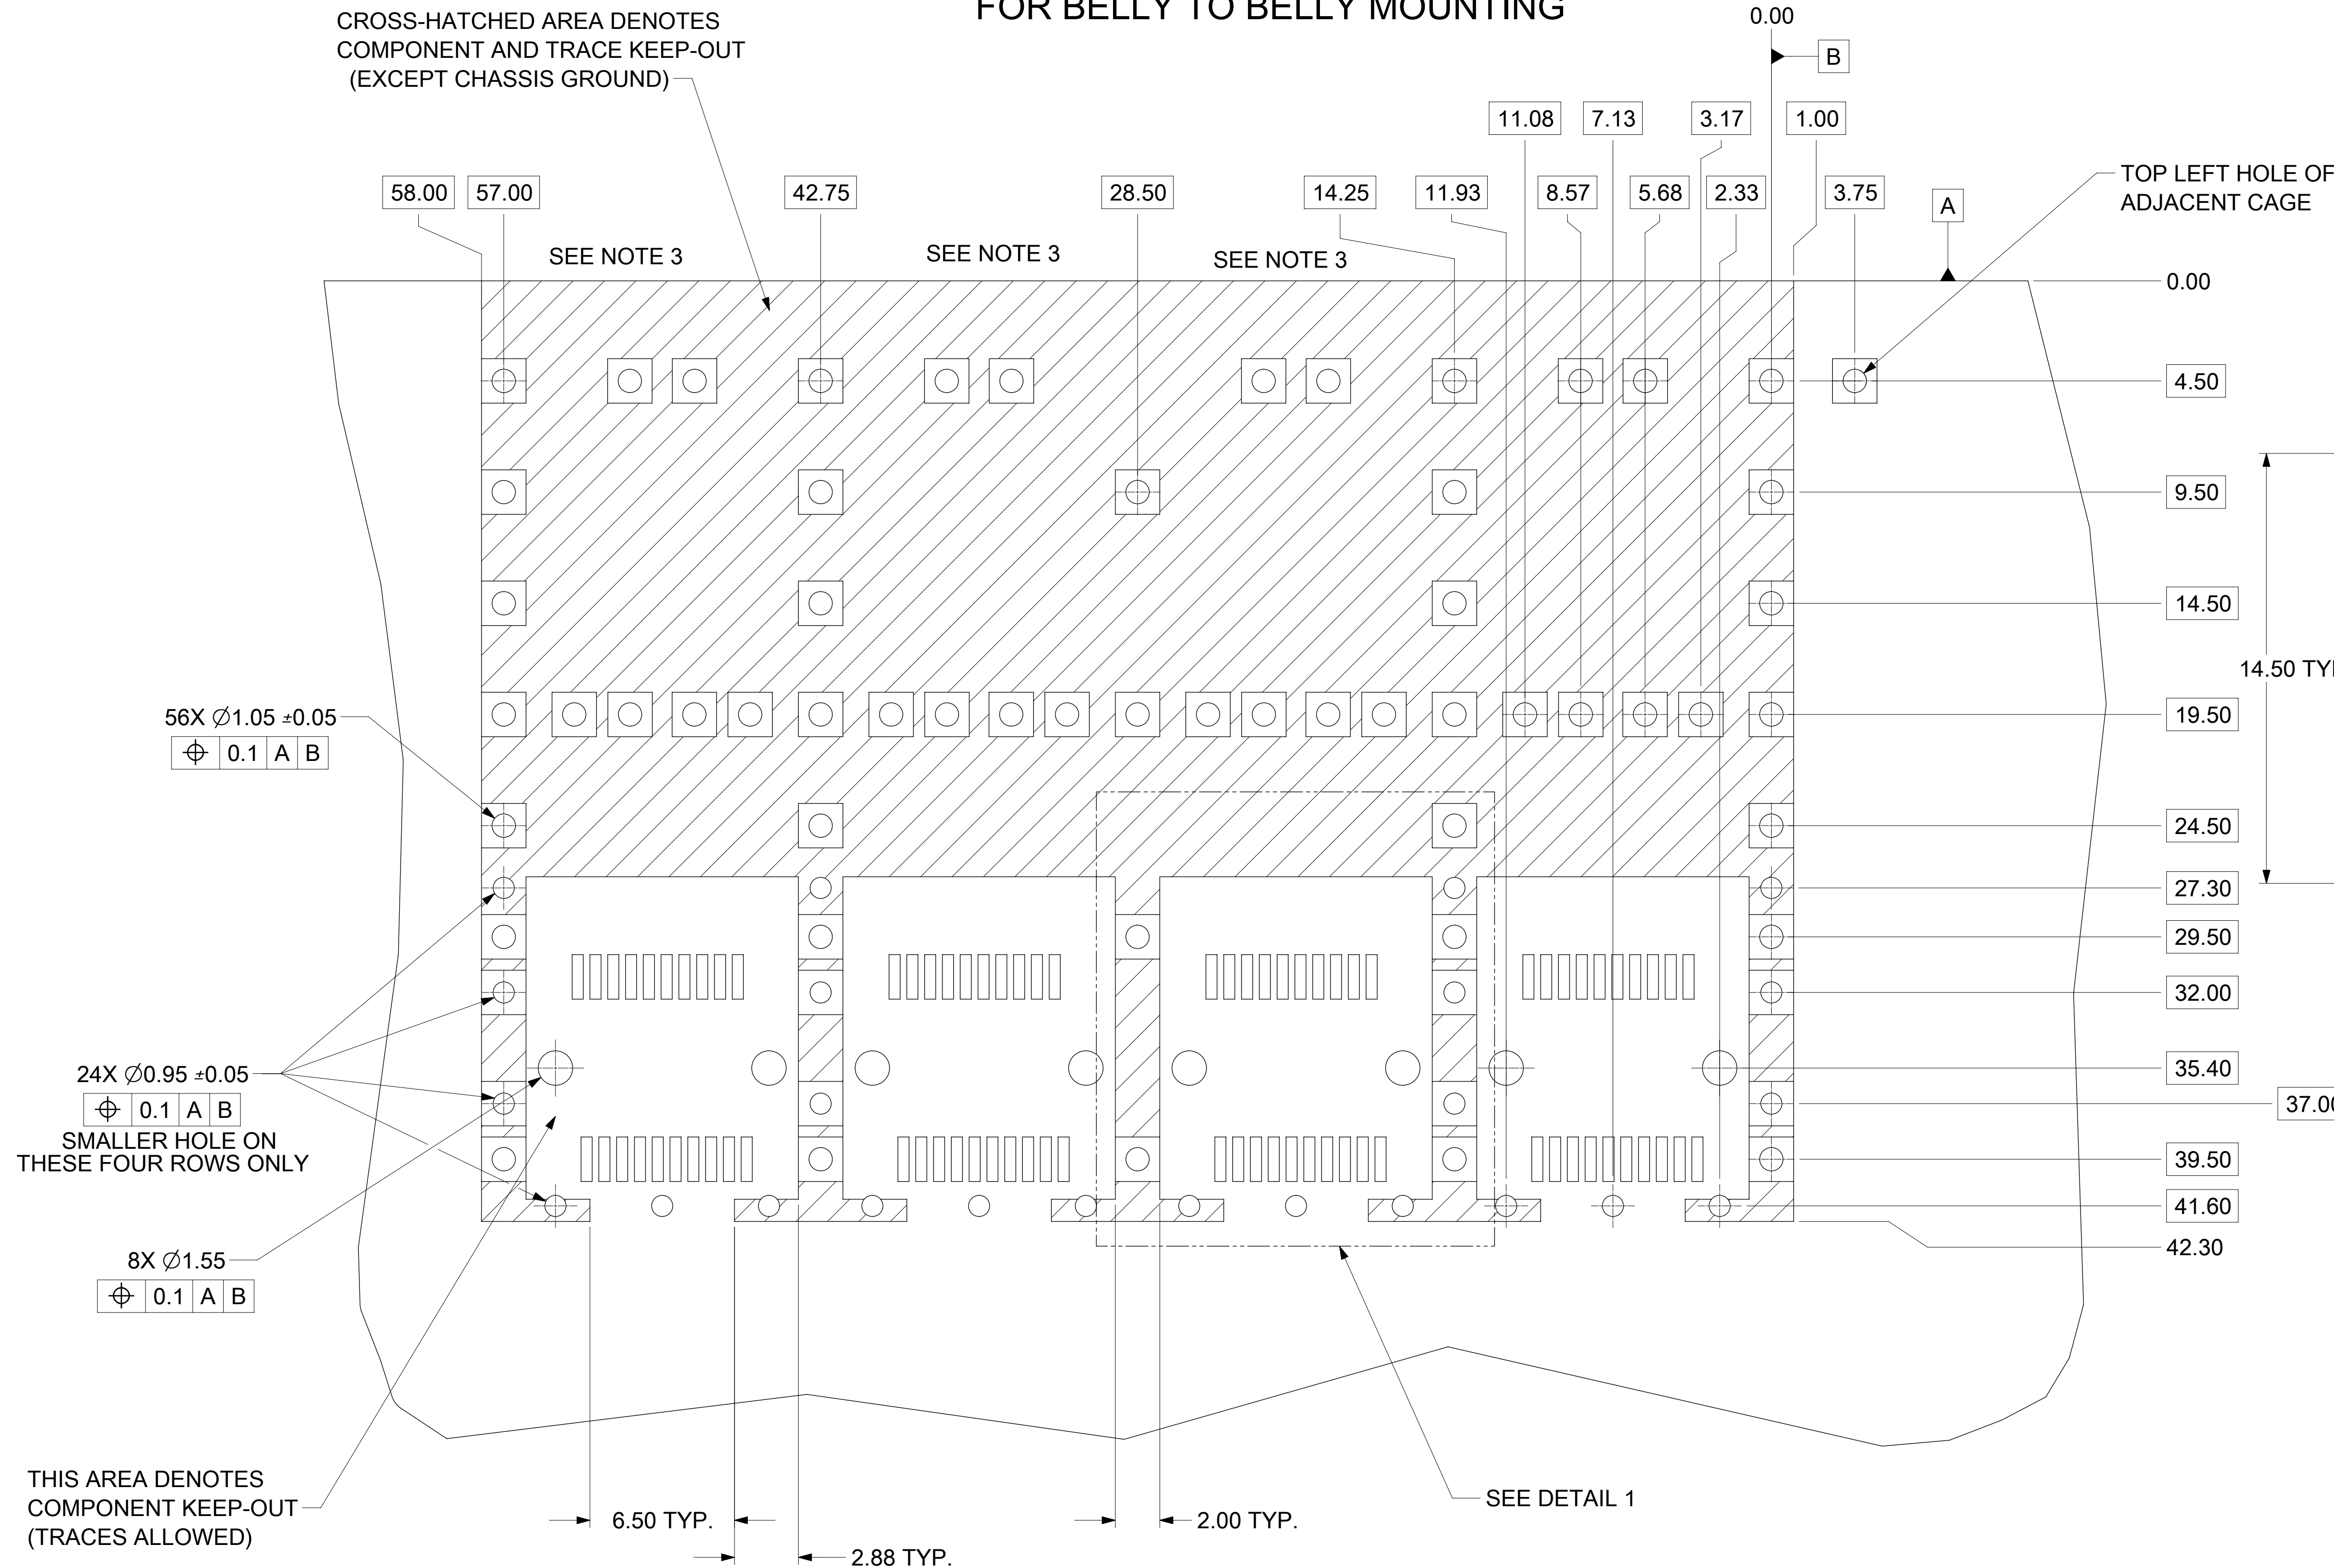 FOR BELLY TO BELLY MOUNTING
CROSS-HATCHED AREA DENOTES
COMPONENT AND TRACE KEEP-OUT
(EXCEPT CHASSIS GROUND)
0.00
B
11.08
7.13
3.17
1.00
58.00
57.00
42.75
28.50
14.25
11.93
8.57
5.68
2.33
3.75
A
TOP LEFT HOLE OF
ADJACENT CAGE
SEE NOTE 3
SEE NOTE 3
SEE NOTE 3
0.00
4.50
9.50
14.50
14.50 TY
19.50
24.50
27.30
29.50
32.00
35.40
37.0
39.50
41.60
42.30
56X Ø1.05 ±0.05
⌖ 0.1 A B
24X Ø0.95 ±0.05
⌖ 0.1 A B
SMALLER HOLE ON
THESE FOUR ROWS ONLY
8X Ø1.55
⌖ 0.1 A B
THIS AREA DENOTES
COMPONENT KEEP-OUT
(TRACES ALLOWED)
6.50 TYP.
2.88 TYP.
2.00 TYP.
SEE DETAIL 1